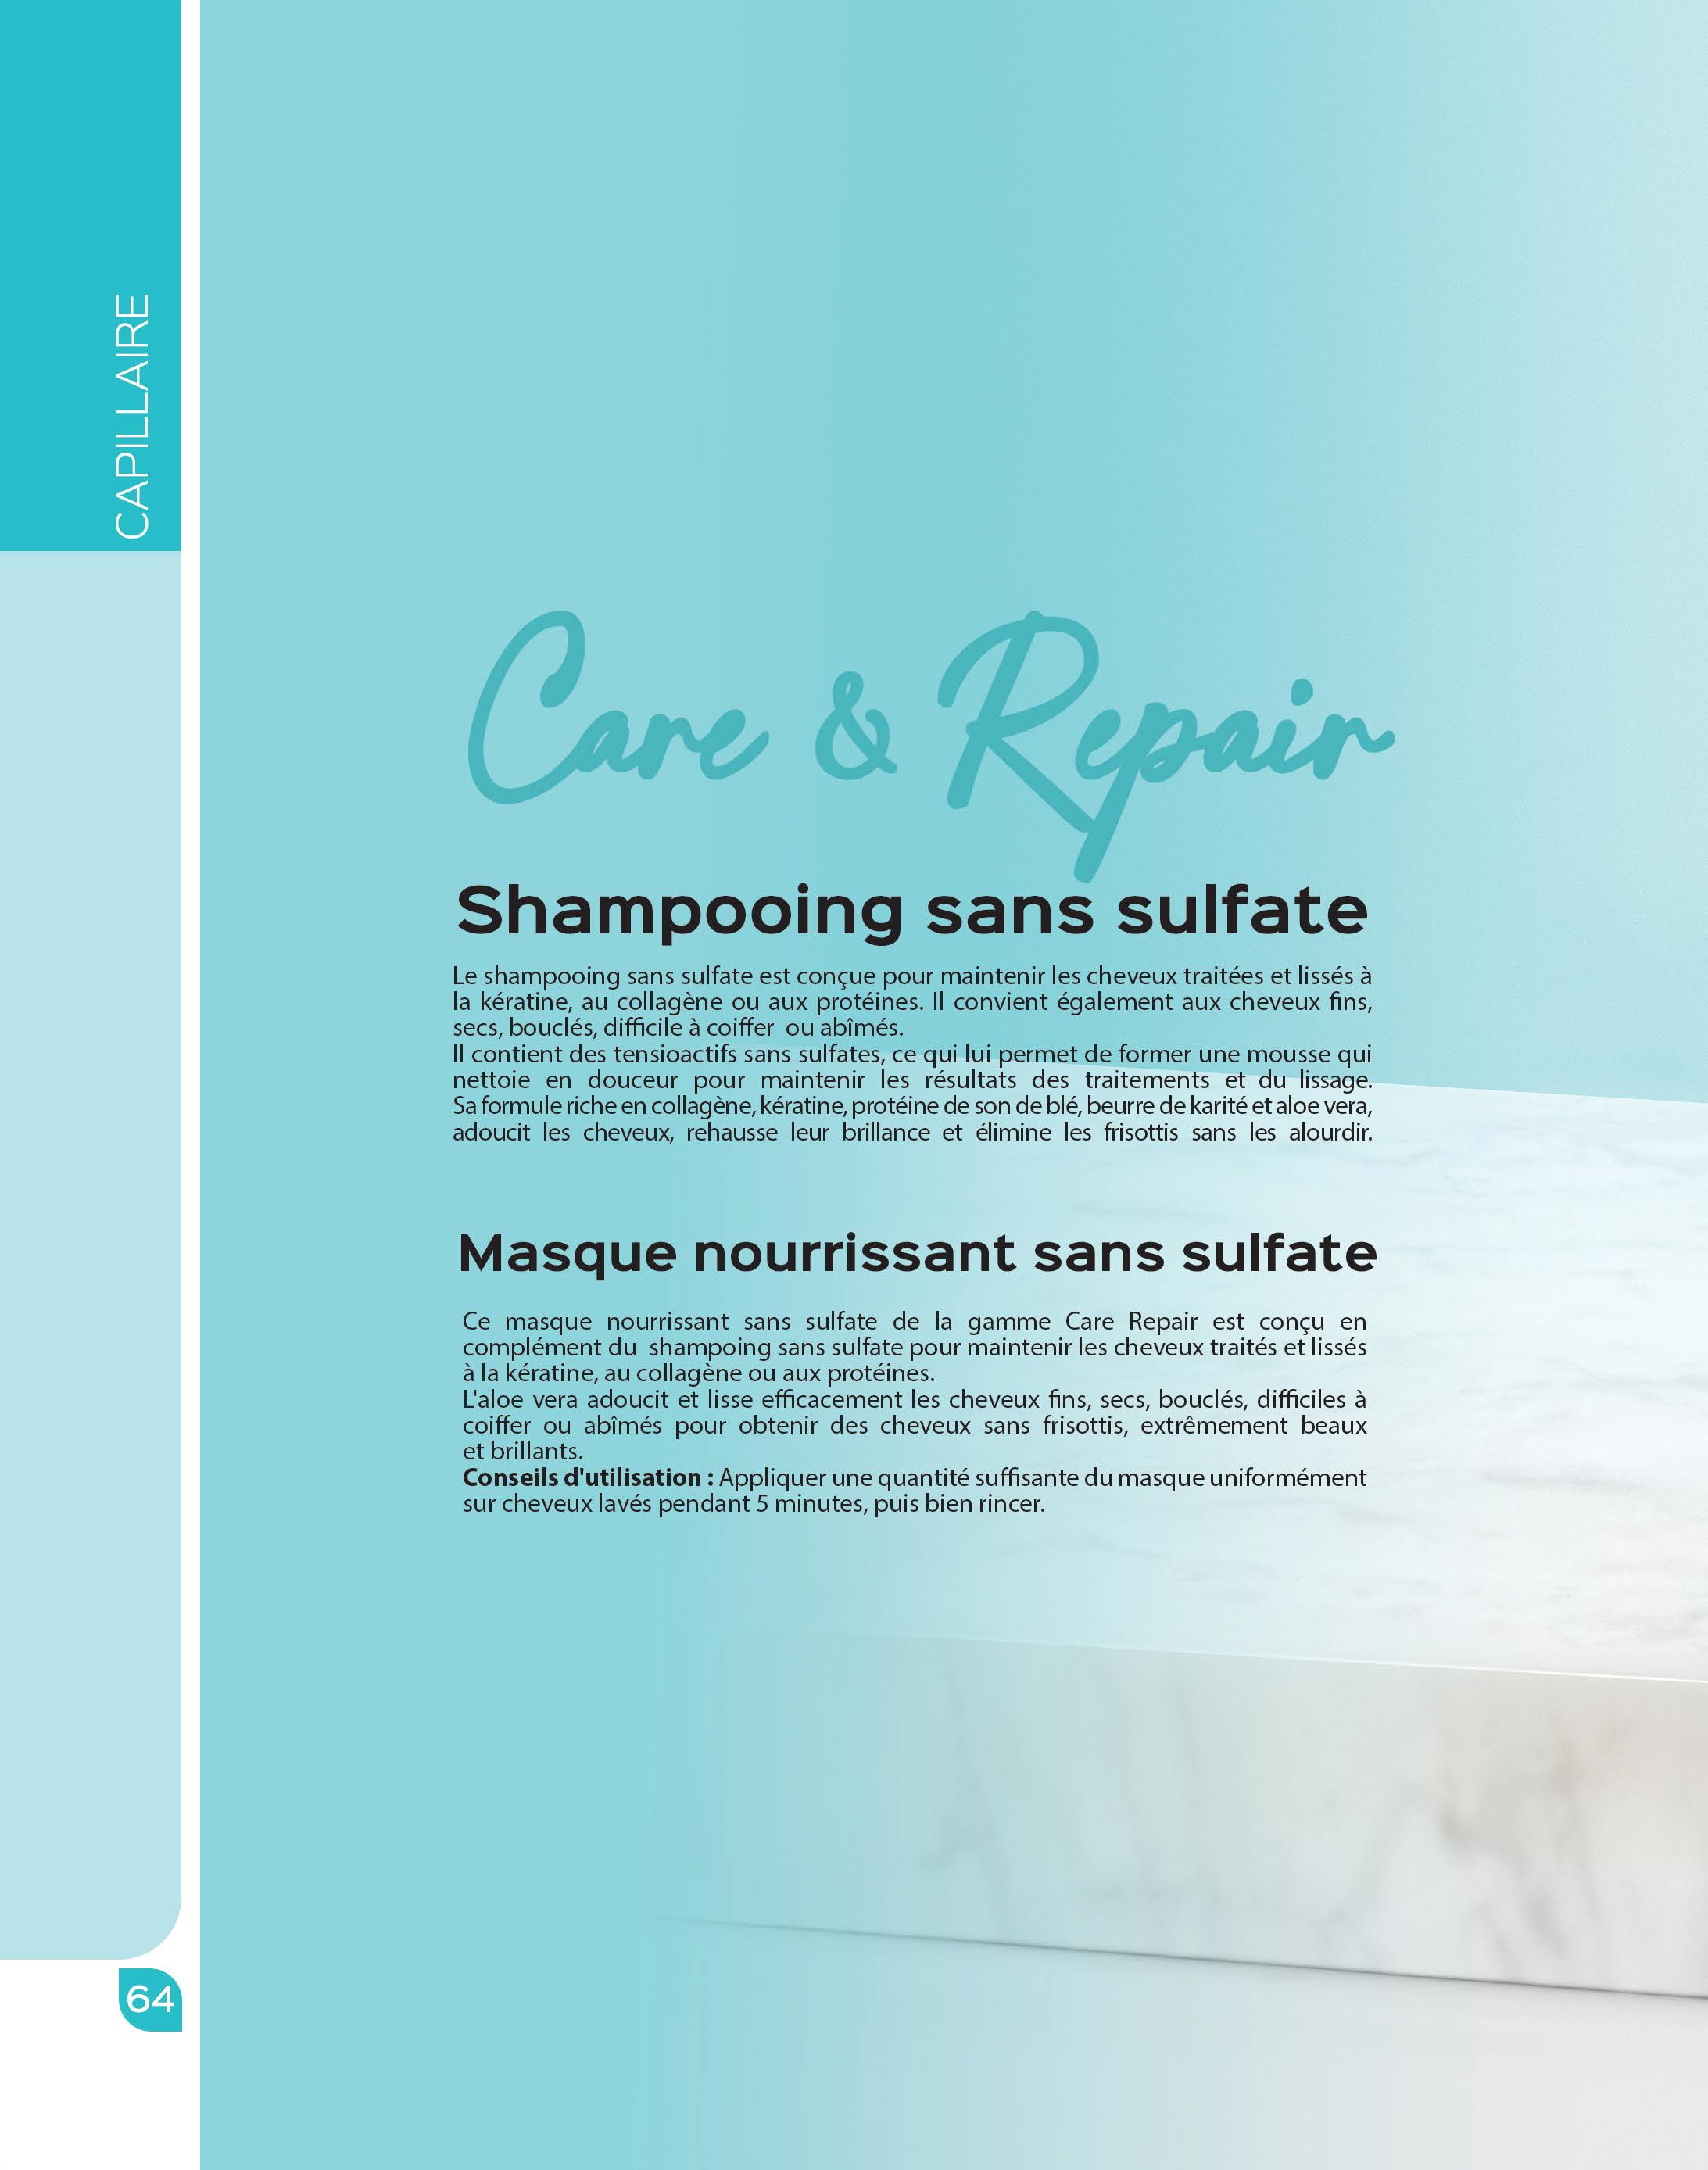 CAPILLAIRE
Care & Repair
Shampooing sans sulfate
Le shampooing sans sulfate est conçue pour maintenir les cheveux traitées et lissés à
la kératine, au collagène ou aux protéines. Il convient également aux cheveux fins,
secs, bouclés, difficile à coiffer  ou abîmés.
Il contient des tensioactifs sans sulfates, ce qui lui permet de former une mousse qui
nettoie en douceur pour maintenir les résultats des traitements et du lissage.
Sa formule riche en collagène, kératine, protéine de son de blé, beurre de karité et aloe vera,
adoucit les cheveux, rehausse leur brillance et élimine les frisottis sans les alourdir.
Masque nourrissant sans sulfate
Ce masque nourrissant sans sulfate de la gamme Care Repair est conçu en
complément du  shampoing sans sulfate pour maintenir les cheveux traités et lissés
à la kératine, au collagène ou aux protéines.
L'aloe vera adoucit et lisse efficacement les cheveux fins, secs, bouclés, difficiles à
coiffer ou abîmés pour obtenir des cheveux sans frisottis, extrêmement beaux
et brillants.
Conseils d'utilisation : Appliquer une quantité suffisante du masque uniformément
sur cheveux lavés pendant 5 minutes, puis bien rincer.
64